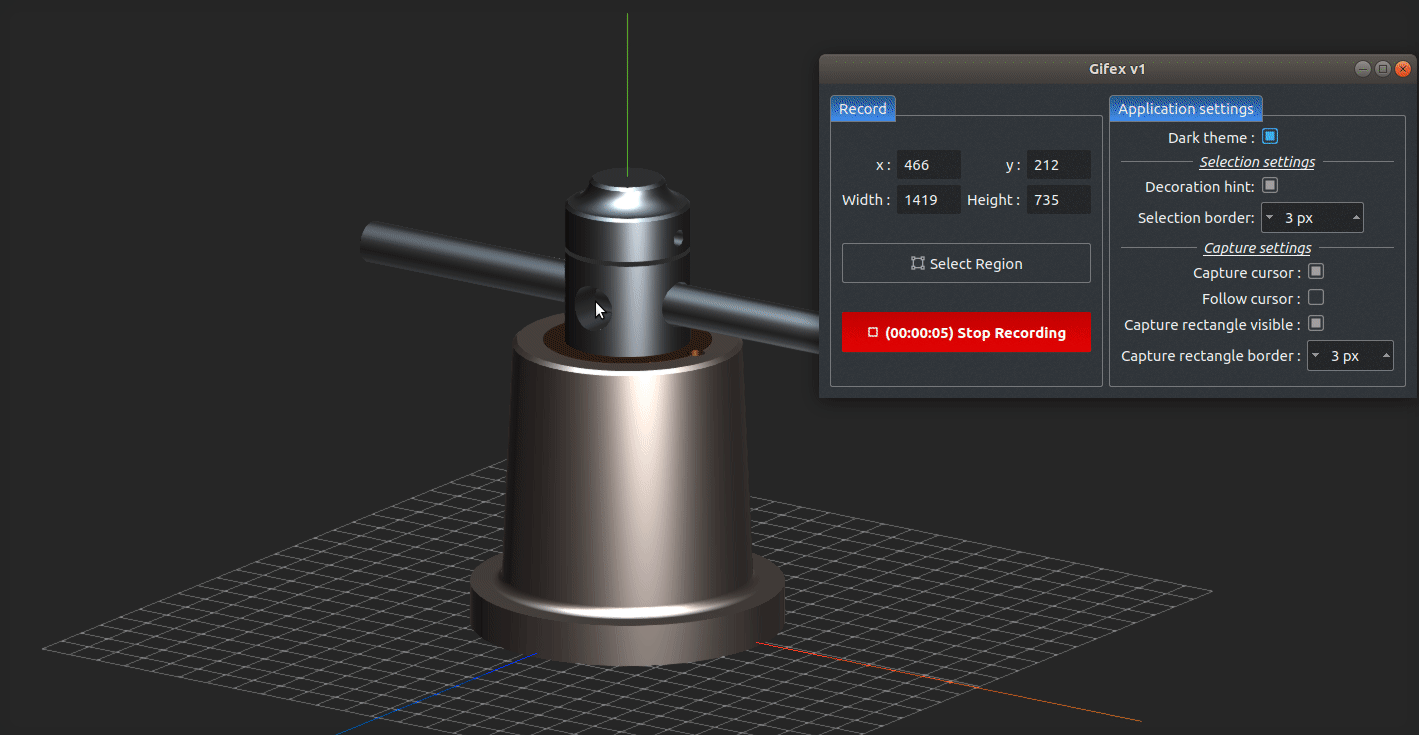 Gifex v1
Record
x : 466 y : 212
Width : 1419 Height : 735
Select Region
(00:00:05) Stop Recording
Application settings
Dark theme :
Selection settings
Decoration hint:
Selection border: 3 px
Capture settings
Capture cursor :
Follow cursor :
Capture rectangle visible :
Capture rectangle border : 3 px